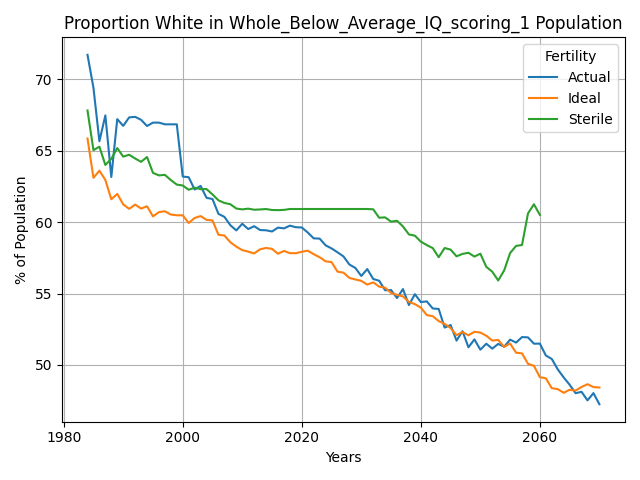 Proportion White in Whole_Below_Average_IQ_scoring_1 Population
% of Population
70
65
60
55
50
Fertility
Actual
Ideal
Sterile
1980
2000
2020
2040
2060
Years